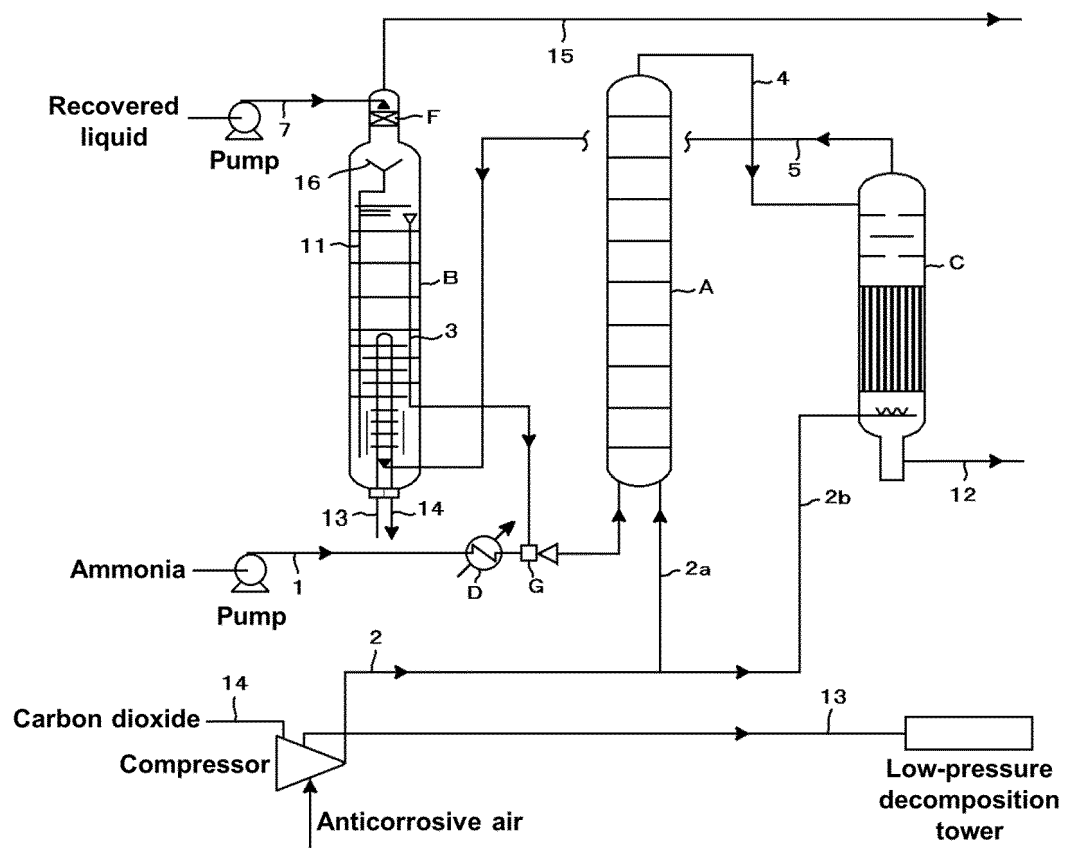 15
4
Recovered
liquid
7
Pump
F
16
5
11
B
A
C
3
13
14
12
2b
Ammonia
1
Pump
D
G
2a
2
14
Carbon dioxide
Compressor
13
Anticorrosive air
Low-pressure
decomposition
tower